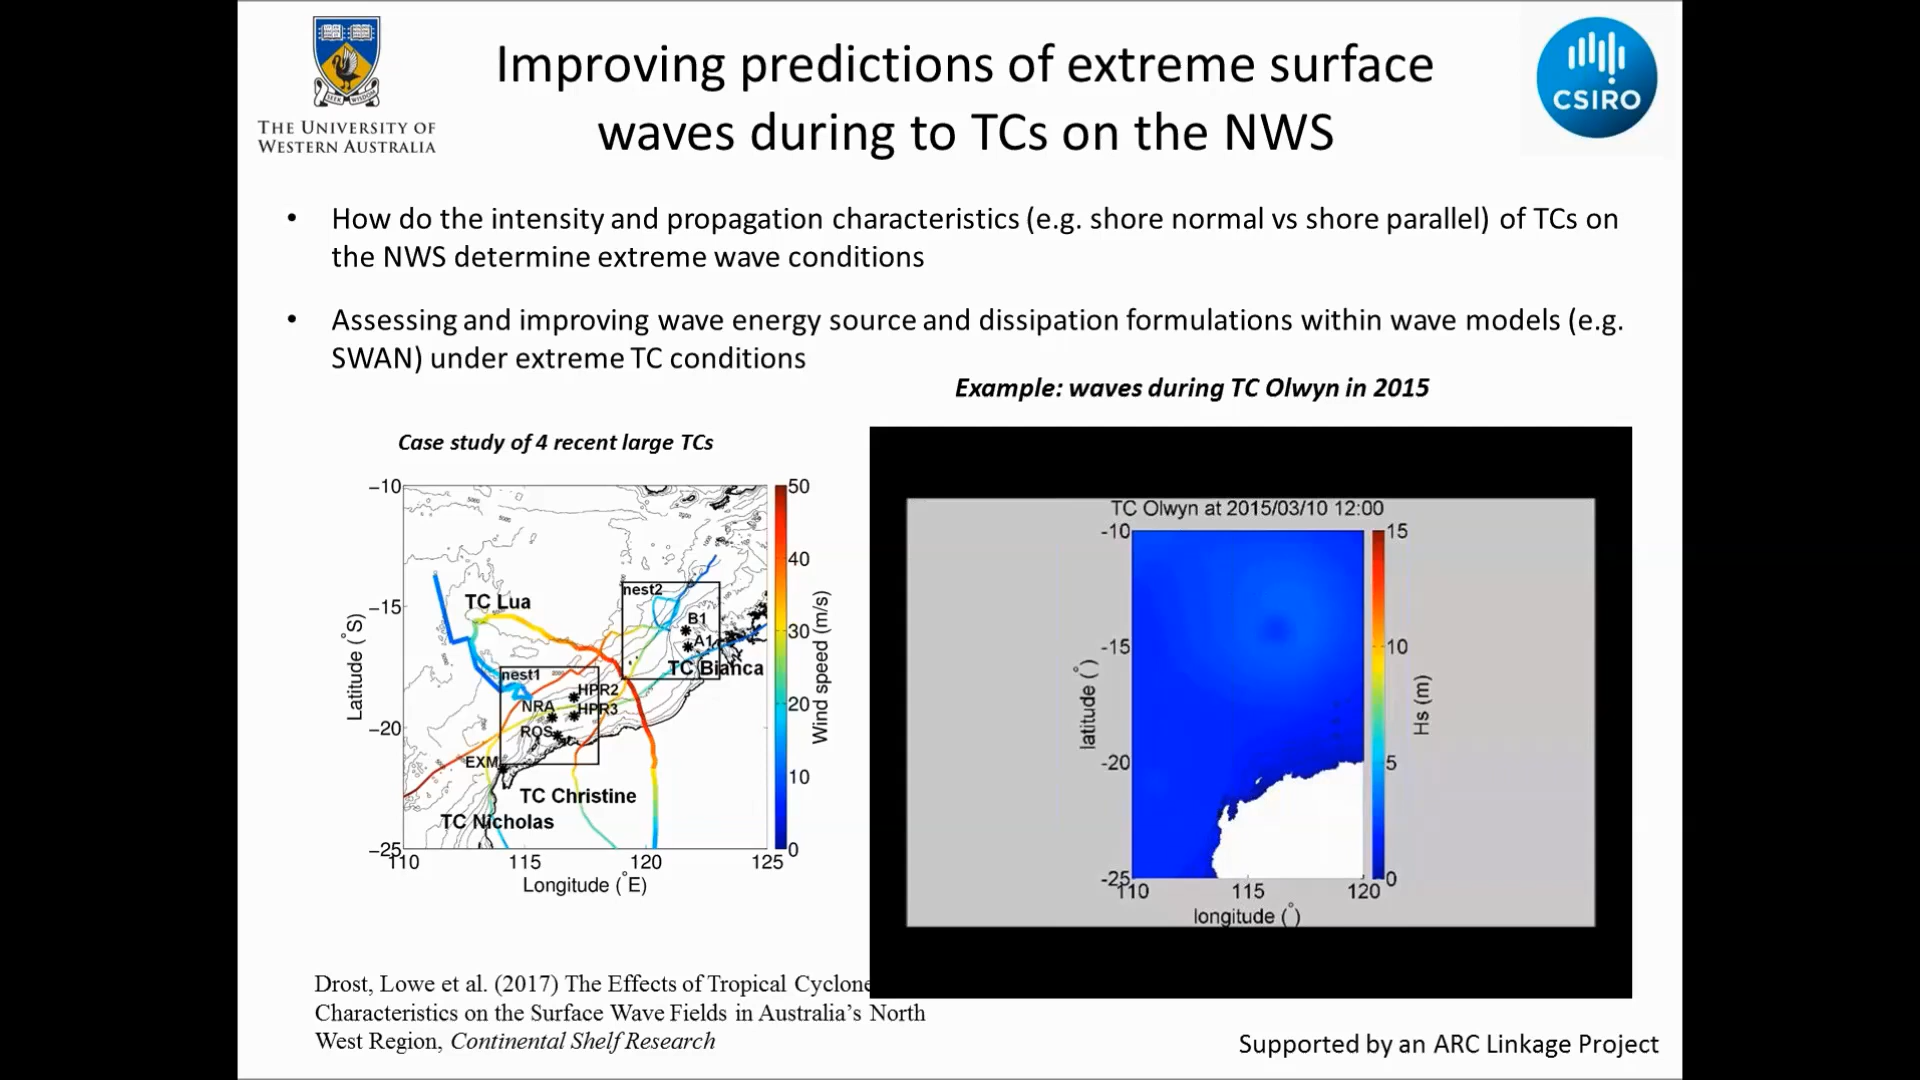 THE UNIVERSITY OF
WESTERN AUSTRALIA
SEEK WISDOM
Improving predictions of extreme surface
waves during to TCs on the NWS
CSIRO
• How do the intensity and propagation characteristics (e.g. shore normal vs shore parallel) of TCs on
the NWS determine extreme wave conditions
• Assessing and improving wave energy source and dissipation formulations within wave models (e.g.
SWAN) under extreme TC conditions
Example: waves during TC Olwyn in 2015
Case study of 4 recent large TCs
−10
−15
−20
−25
Latitude (°S)
110
115
120
125
Longitude (°E)
TC Lua
nest2
B1
A1
TC Bianca
nest1
HPR2
NRA
HPR3
ROS
EXM
TC Christine
TC Nicholas
50
40
30
20
10
0
Wind speed (m/s)
TC Olwyn at 2015/03/10 12:00
-10
-15
-20
-25
latitude (°)
110
115
120
longitude (°)
15
10
5
0
Hs (m)
Drost, Lowe et al. (2017) The Effects of Tropical Cyclone
Characteristics on the Surface Wave Fields in Australia’s North
West Region, Continental Shelf Research
Supported by an ARC Linkage Project